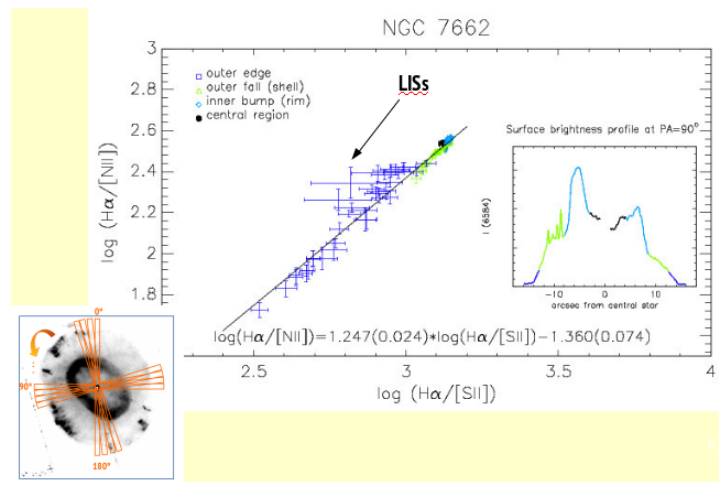 NGC 7662
outer edge
outer fall (shell)
inner bump (rim)
central region
LISs
Surface brightness profile at PA=90°
I (6584)
-10
0
10
arcsec from central star
3
2.8
2.6
2.4
2.2
2
1.8
log (Hα/[NII])
log(Hα/[NII])=1.247(0.024)*log(Hα/[SII])-1.360(0.074)
2.5
3
3.5
4
log (Hα/[SII])
0°
90°
180°